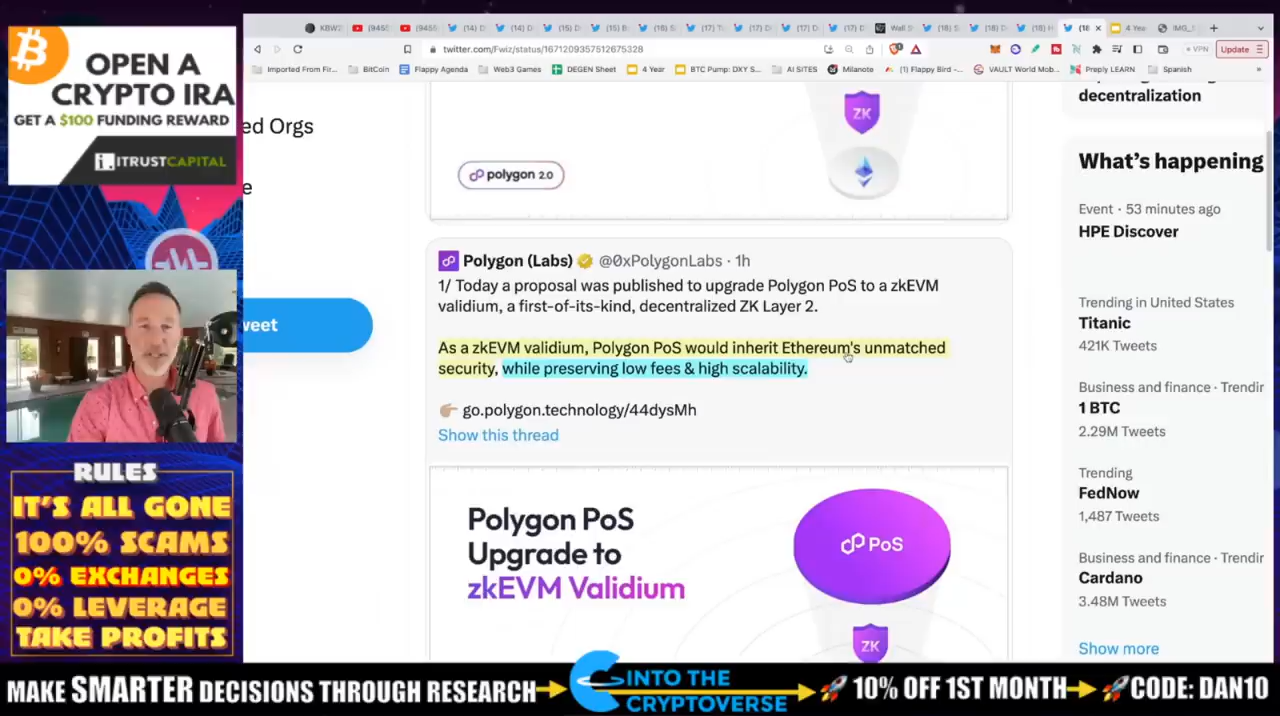 OPEN A
CRYPTO IRA
GET A $100 FUNDING REWARD
ITRUSTCAPITAL
twitter.com/Fwiz/status/1671209357512675328
VPN
Update
Imported From Fir...
BitCoin
Flappy Agenda
Web3 Games
DEGEN Sheet
4 Year
BTC Pump: DXY S...
AI SITES
Milanote
(1) Flappy Bird -...
VAULT World Mob...
Preply LEARN
Spanish
ed Orgs
e
weet
ZK
polygon 2.0
Polygon (Labs) @0xPolygonLabs · 1h
1/ Today a proposal was published to upgrade Polygon PoS to a zkEVM
validium, a first-of-its-kind, decentralized ZK Layer 2.
As a zkEVM validium, Polygon PoS would inherit Ethereum's unmatched
security, while preserving low fees & high scalability.
go.polygon.technology/44dysMh
Show this thread
Polygon PoS
Upgrade to
zkEVM Validium
PoS
ZK
decentralization
What's happening
Event · 53 minutes ago
HPE Discover
Trending in United States
Titanic
421K Tweets
Business and finance · Trendir
1 BTC
2.29M Tweets
Trending
FedNow
1,487 Tweets
Business and finance · Trendir
Cardano
3.48M Tweets
Show more
RULES
IT'S ALL GONE
100% SCAMS
0% EXCHANGES
0% LEVERAGE
TAKE PROFITS
MAKE SMARTER DECISIONS THROUGH RESEARCH
INTO THE
CRYPTOVERSE
10% OFF 1ST MONTH
CODE: DAN10